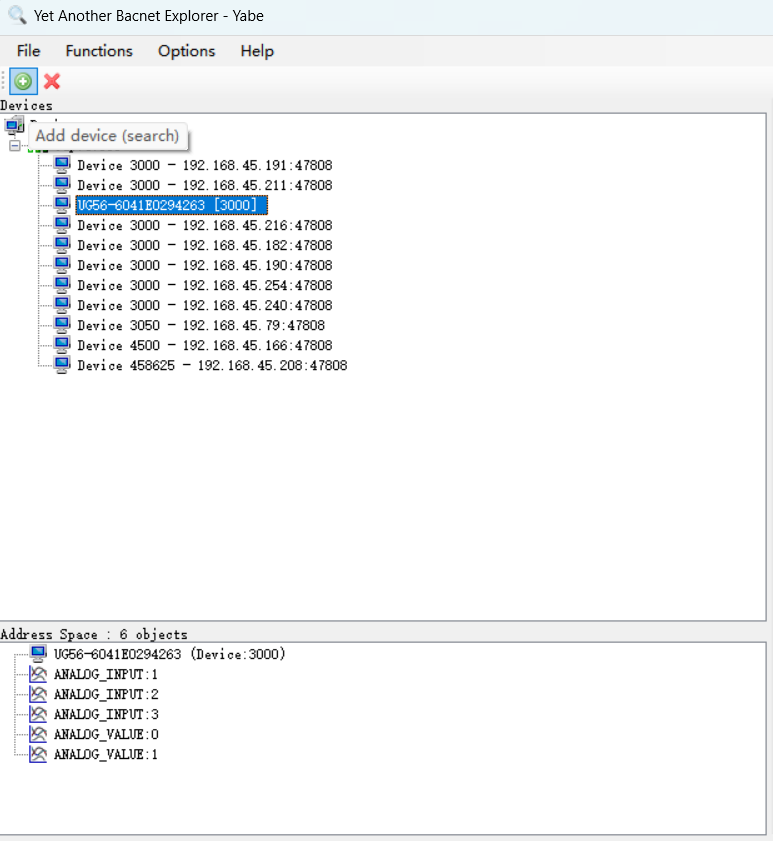 Yet Another Bacnet Explorer - Yabe
File Functions Options Help
Devices
Add device (search)
Device 3000 - 192.168.45.191:47808
Device 3000 - 192.168.45.211:47808
UG56-6041E0294263 [3000]
Device 3000 - 192.168.45.216:47808
Device 3000 - 192.168.45.182:47808
Device 3000 - 192.168.45.190:47808
Device 3000 - 192.168.45.254:47808
Device 3000 - 192.168.45.240:47808
Device 3050 - 192.168.45.79:47808
Device 4500 - 192.168.45.166:47808
Device 458625 - 192.168.45.208:47808
Address Space : 6 objects
UG56-6041E0294263 (Device:3000)
ANALOG_INPUT:1
ANALOG_INPUT:2
ANALOG_INPUT:3
ANALOG_VALUE:0
ANALOG_VALUE:1